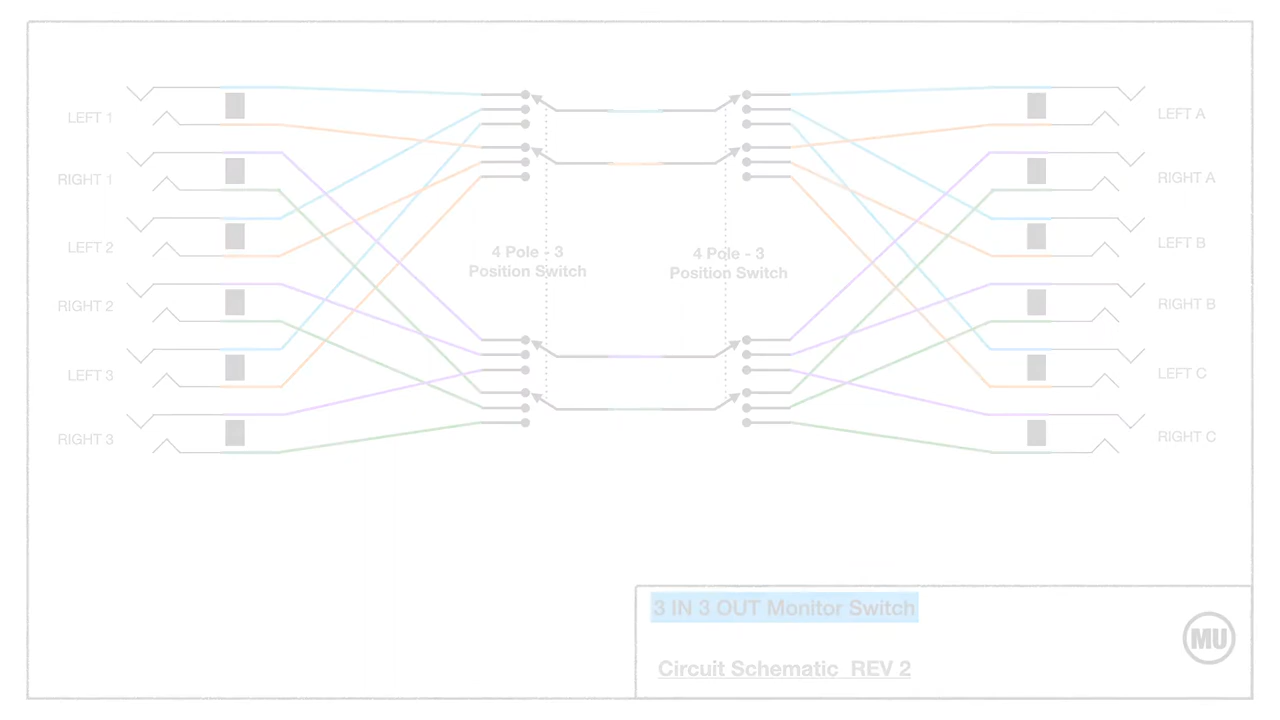 LEFT 1
RIGHT 1
LEFT 2
RIGHT 2
LEFT 3
RIGHT 3
4 Pole - 3
Position Switch
4 Pole - 3
Position Switch
LEFT A
RIGHT A
LEFT B
RIGHT B
LEFT C
RIGHT C
3 IN 3 OUT Monitor Switch
Circuit Schematic REV 2
MU